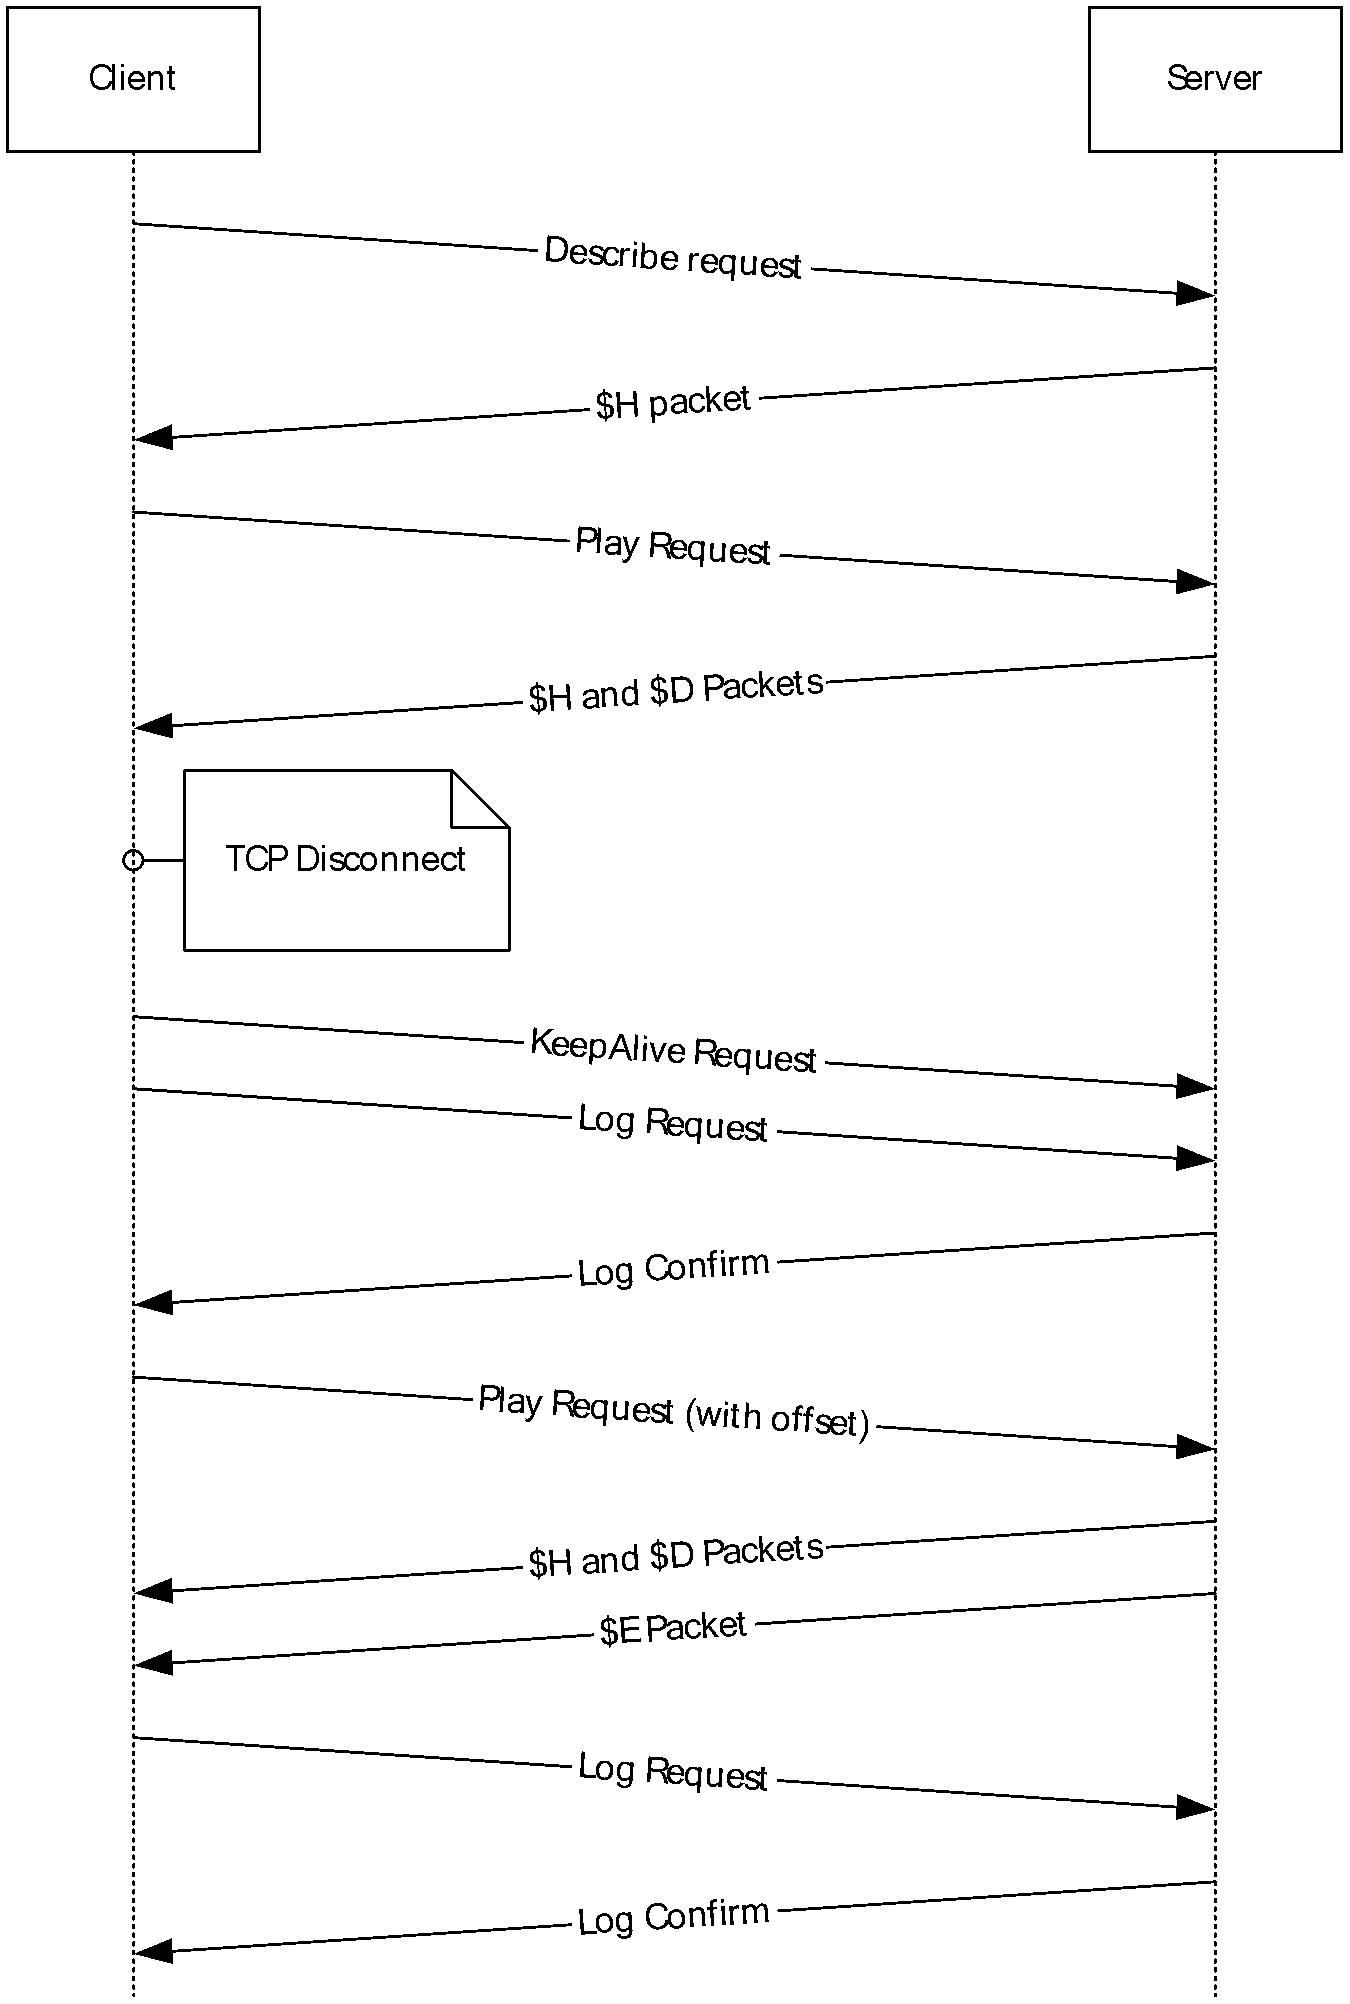 Client
Server
Describe request
$H packet
Play Request
$H and $D Packets
TCP Disconnect
KeepAlive Request
Log Request
Log Confirm
Play Request (with offset)
$H and $D Packets
$E Packet
Log Request
Log Confirm